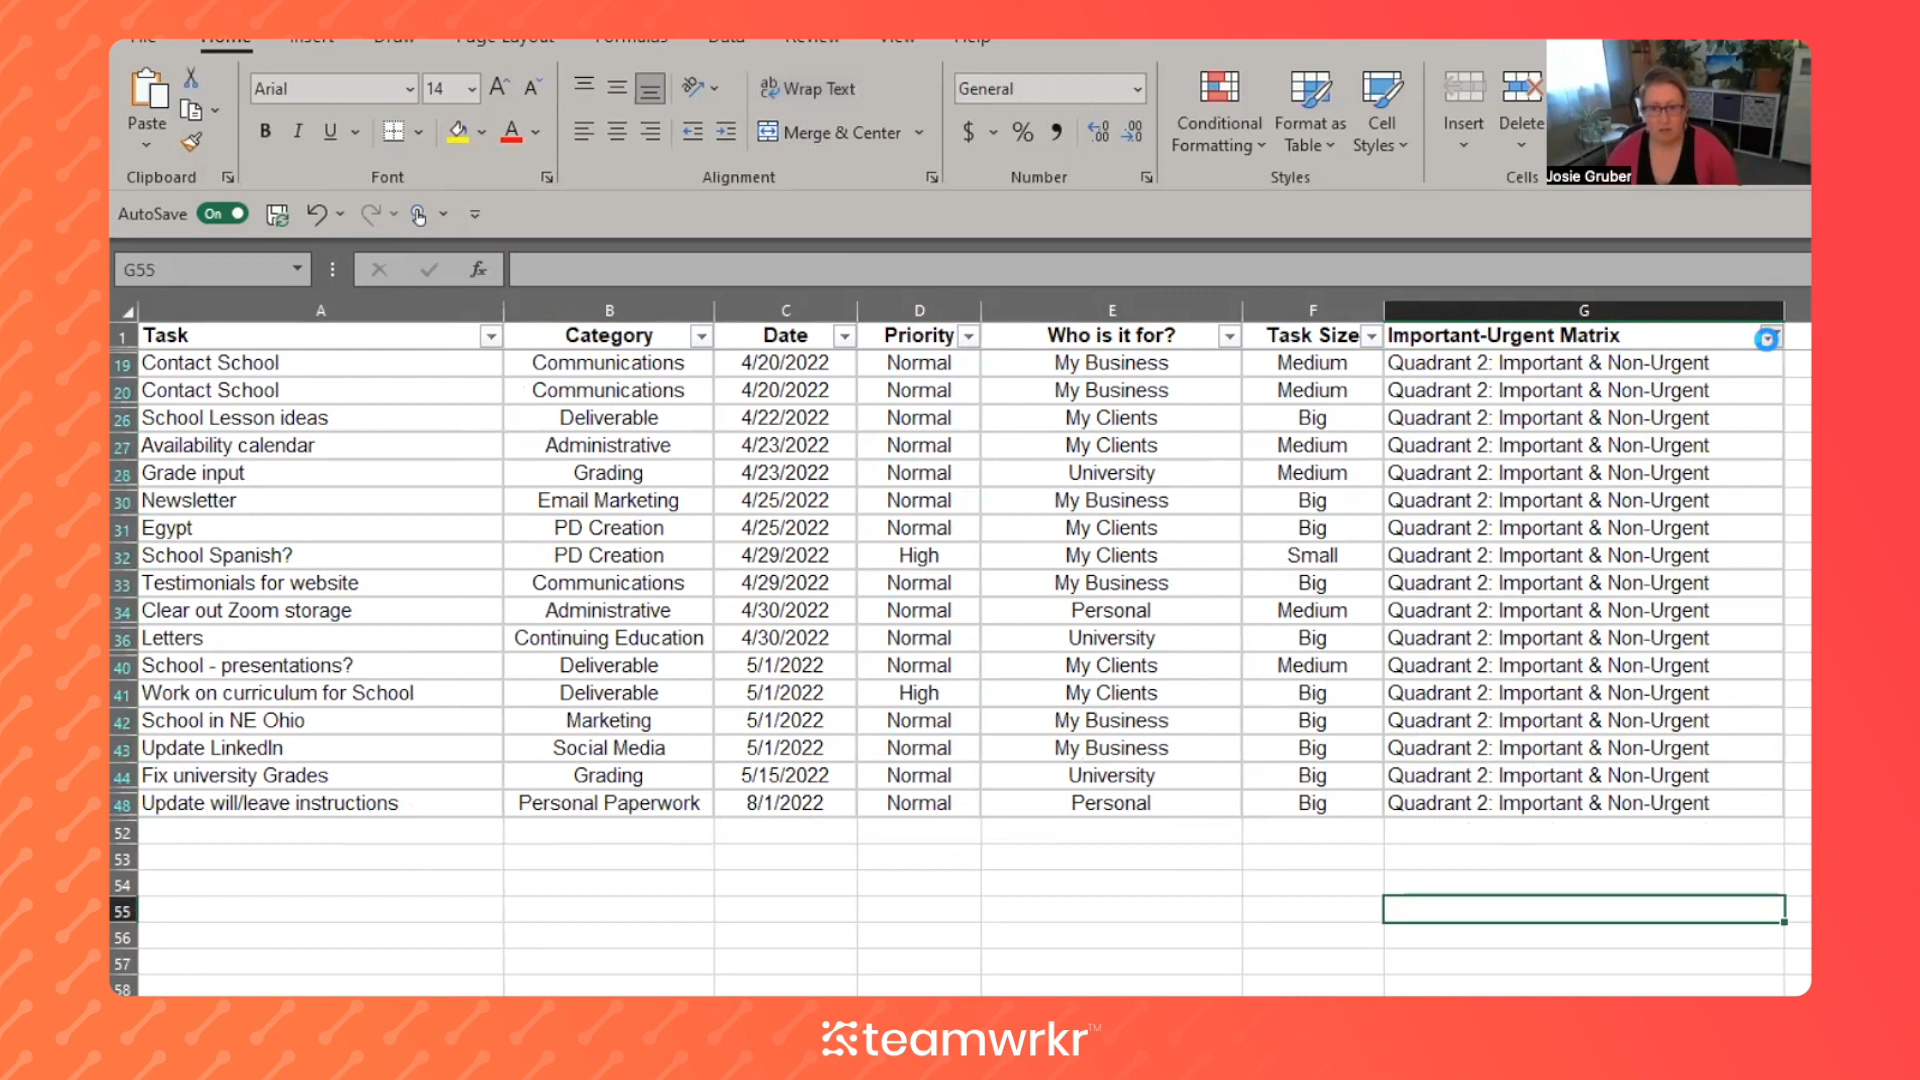 File Home Insert Draw Page Layout Formulas Data Review View Help
Paste
Arial 14
Wrap Text
General
B I U
Merge & Center
$ %
Conditional Formatting
Format as Table
Cell Styles
Insert
Delete
Clipboard Font Alignment Number Styles Cells
Josie Gruber
AutoSave On
G55 fx
A B C D E F G
1 Task Category Date Priority Who is it for? Task Size Important-Urgent Matrix
19 Contact School Communications 4/20/2022 Normal My Business Medium Quadrant 2: Important & Non-Urgent
20 Contact School Communications 4/20/2022 Normal My Business Medium Quadrant 2: Important & Non-Urgent
26 School Lesson ideas Deliverable 4/22/2022 Normal My Clients Big Quadrant 2: Important & Non-Urgent
27 Availability calendar Administrative 4/23/2022 Normal My Clients Medium Quadrant 2: Important & Non-Urgent
28 Grade input Grading 4/23/2022 Normal University Medium Quadrant 2: Important & Non-Urgent
30 Newsletter Email Marketing 4/25/2022 Normal My Business Big Quadrant 2: Important & Non-Urgent
31 Egypt PD Creation 4/25/2022 Normal My Clients Big Quadrant 2: Important & Non-Urgent
32 School Spanish? PD Creation 4/29/2022 High My Clients Small Quadrant 2: Important & Non-Urgent
33 Testimonials for website Communications 4/29/2022 Normal My Business Big Quadrant 2: Important & Non-Urgent
34 Clear out Zoom storage Administrative 4/30/2022 Normal Personal Medium Quadrant 2: Important & Non-Urgent
36 Letters Continuing Education 4/30/2022 Normal University Big Quadrant 2: Important & Non-Urgent
40 School - presentations? Deliverable 5/1/2022 Normal My Clients Medium Quadrant 2: Important & Non-Urgent
41 Work on curriculum for School Deliverable 5/1/2022 High My Clients Big Quadrant 2: Important & Non-Urgent
42 School in NE Ohio Marketing 5/1/2022 Normal My Business Big Quadrant 2: Important & Non-Urgent
43 Update LinkedIn Social Media 5/1/2022 Normal My Business Big Quadrant 2: Important & Non-Urgent
44 Fix university Grades Grading 5/15/2022 Normal University Big Quadrant 2: Important & Non-Urgent
48 Update will/leave instructions Personal Paperwork 8/1/2022 Normal Personal Big Quadrant 2: Important & Non-Urgent
52
53
54
55
56
57
58
teamwrkr™